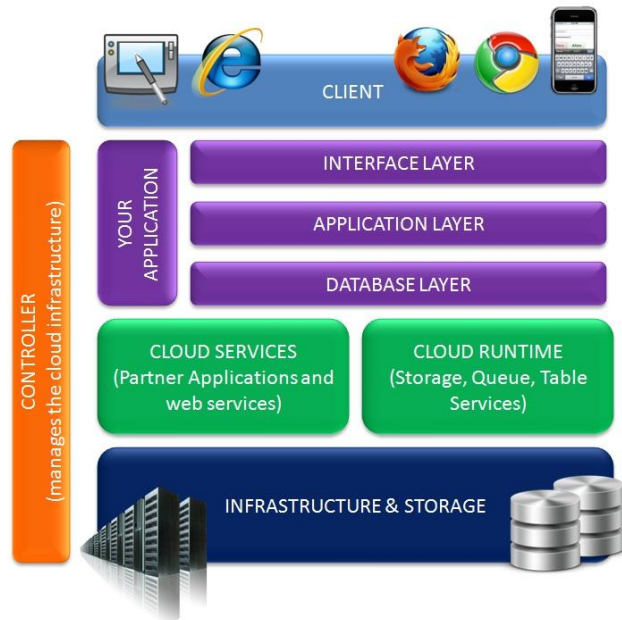 CLIENT
CONTROLLER
(manages the cloud infrastructure)
YOUR
APPLICATION
INTERFACE LAYER
APPLICATION LAYER
DATABASE LAYER
CLOUD SERVICES
(Partner Applications and
web services)
CLOUD RUNTIME
(Storage, Queue, Table
Services)
INFRASTRUCTURE & STORAGE